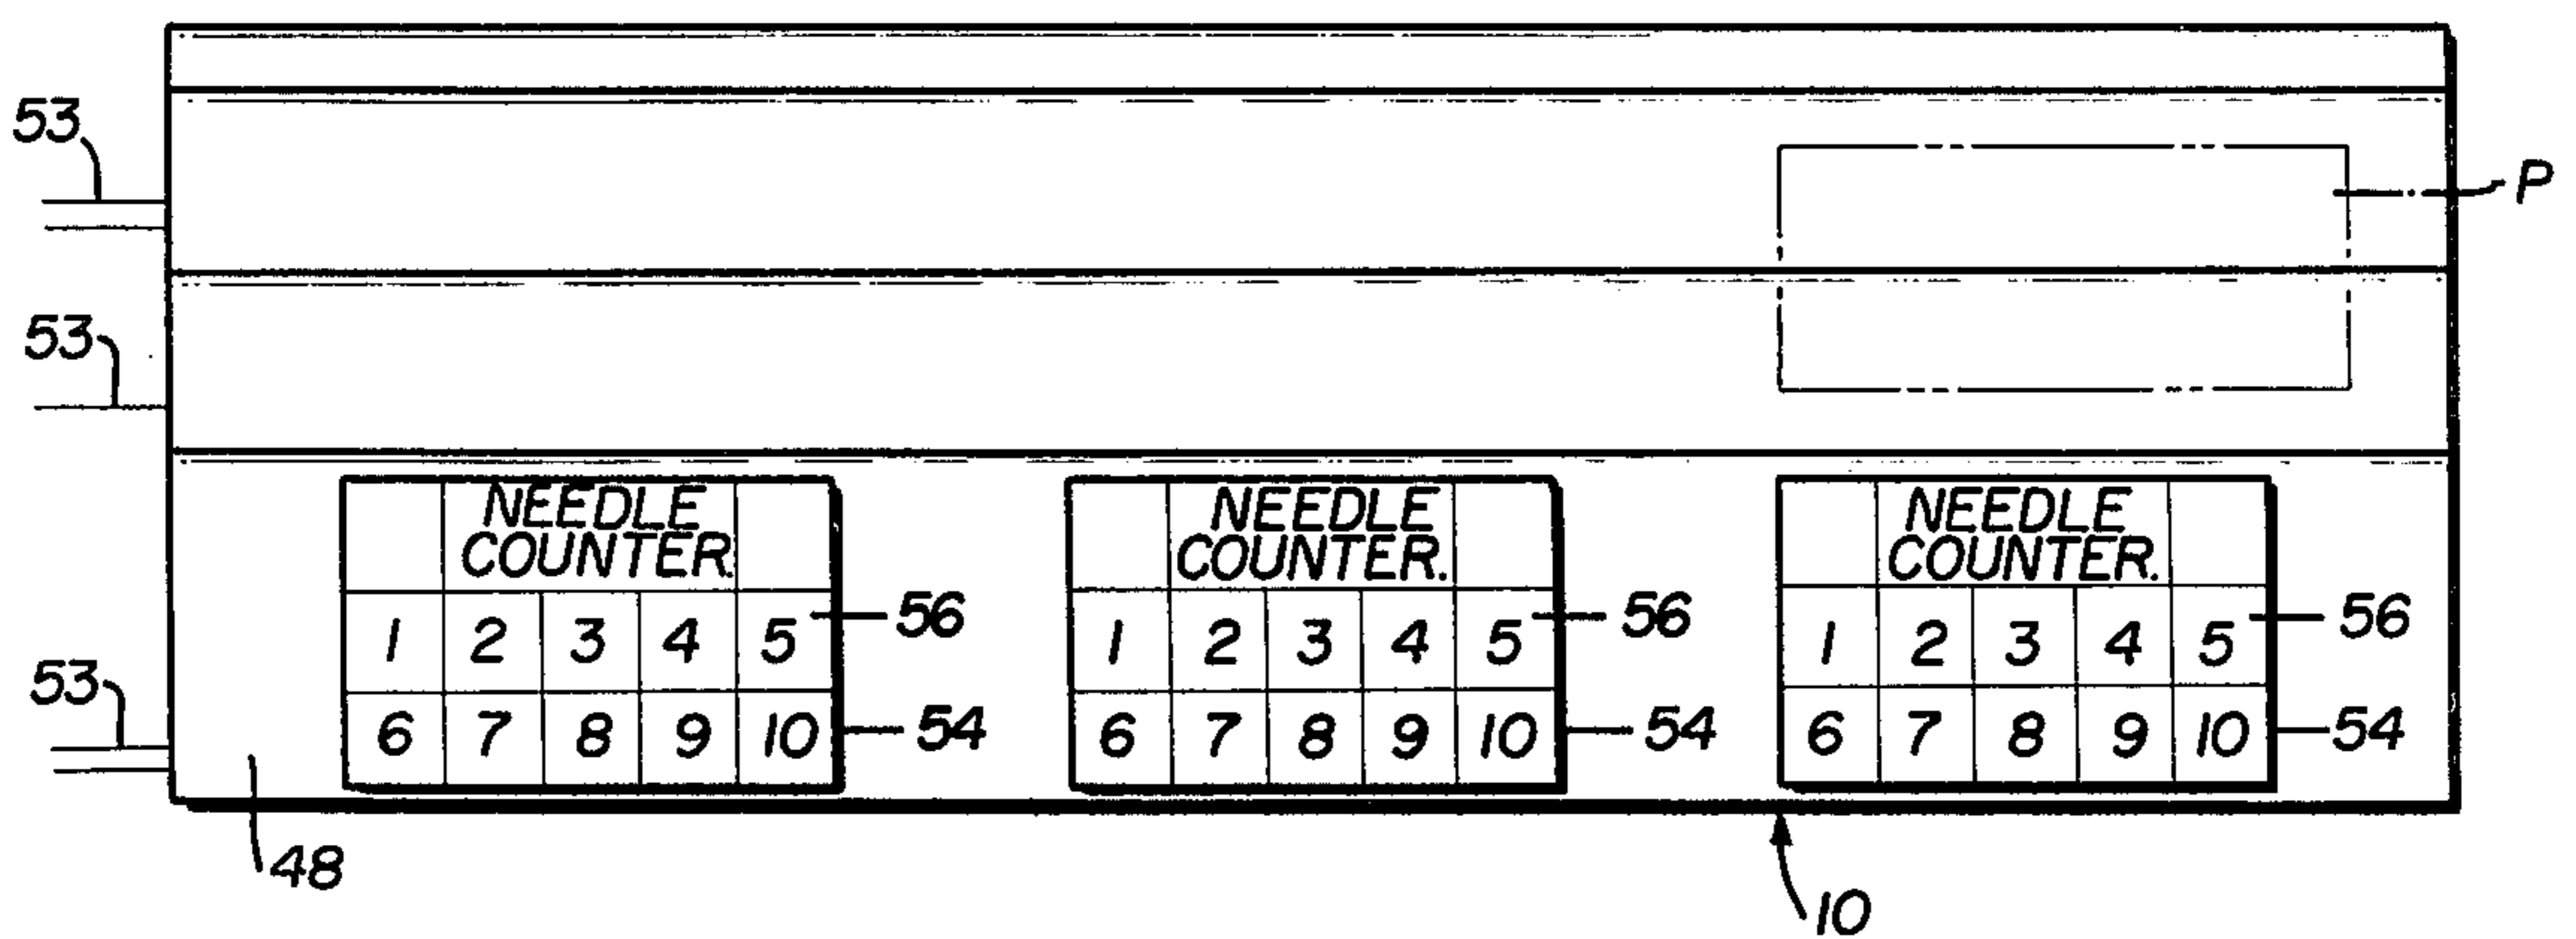 53
P
53
NEEDLE NEEDLE NEEDLE
COUNTER. COUNTER. COUNTER.
1 2 3 4 5 56 1 2 3 4 5 56 1 2 3 4 5 56
53
6 7 8 9 10 54 6 7 8 9 10 54 6 7 8 9 10 54
48
10